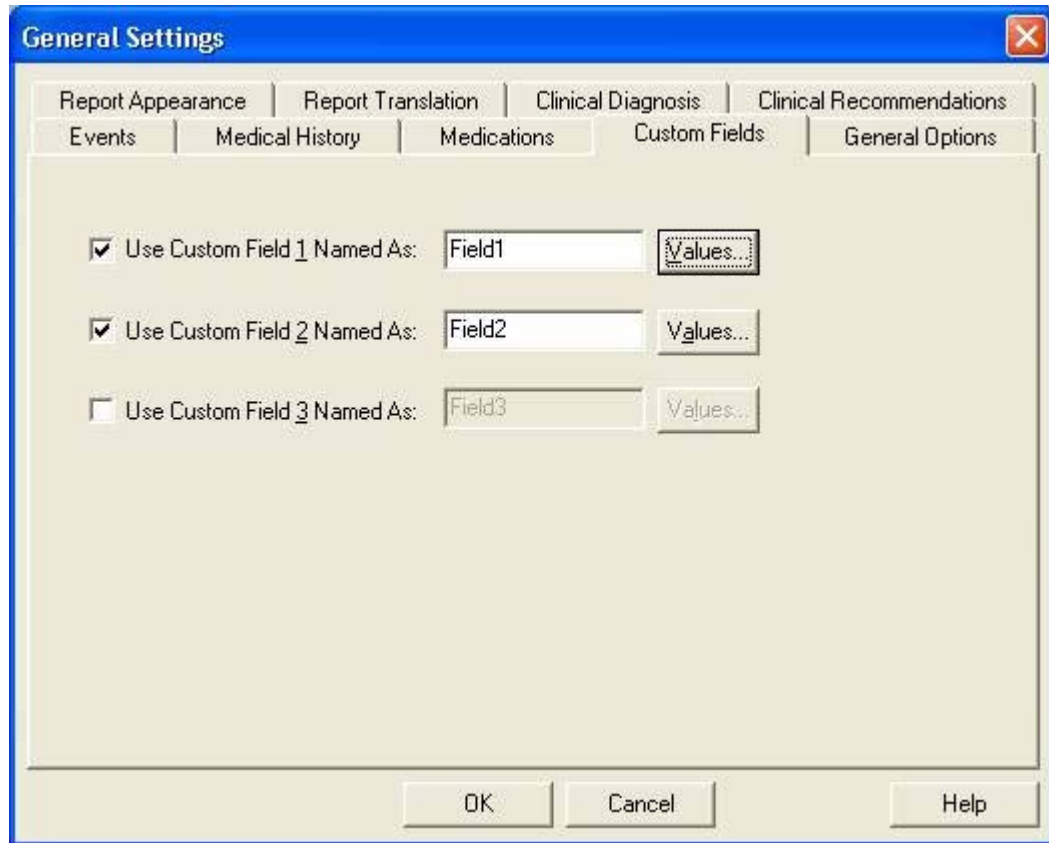 General Settings
Report Appearance Report Translation Clinical Diagnosis Clinical Recommendations
Events Medical History Medications Custom Fields General Options
Use Custom Field 1 Named As: Field1 Values...
Use Custom Field 2 Named As: Field2 Values...
Use Custom Field 3 Named As: Field3 Values...
OK Cancel Help